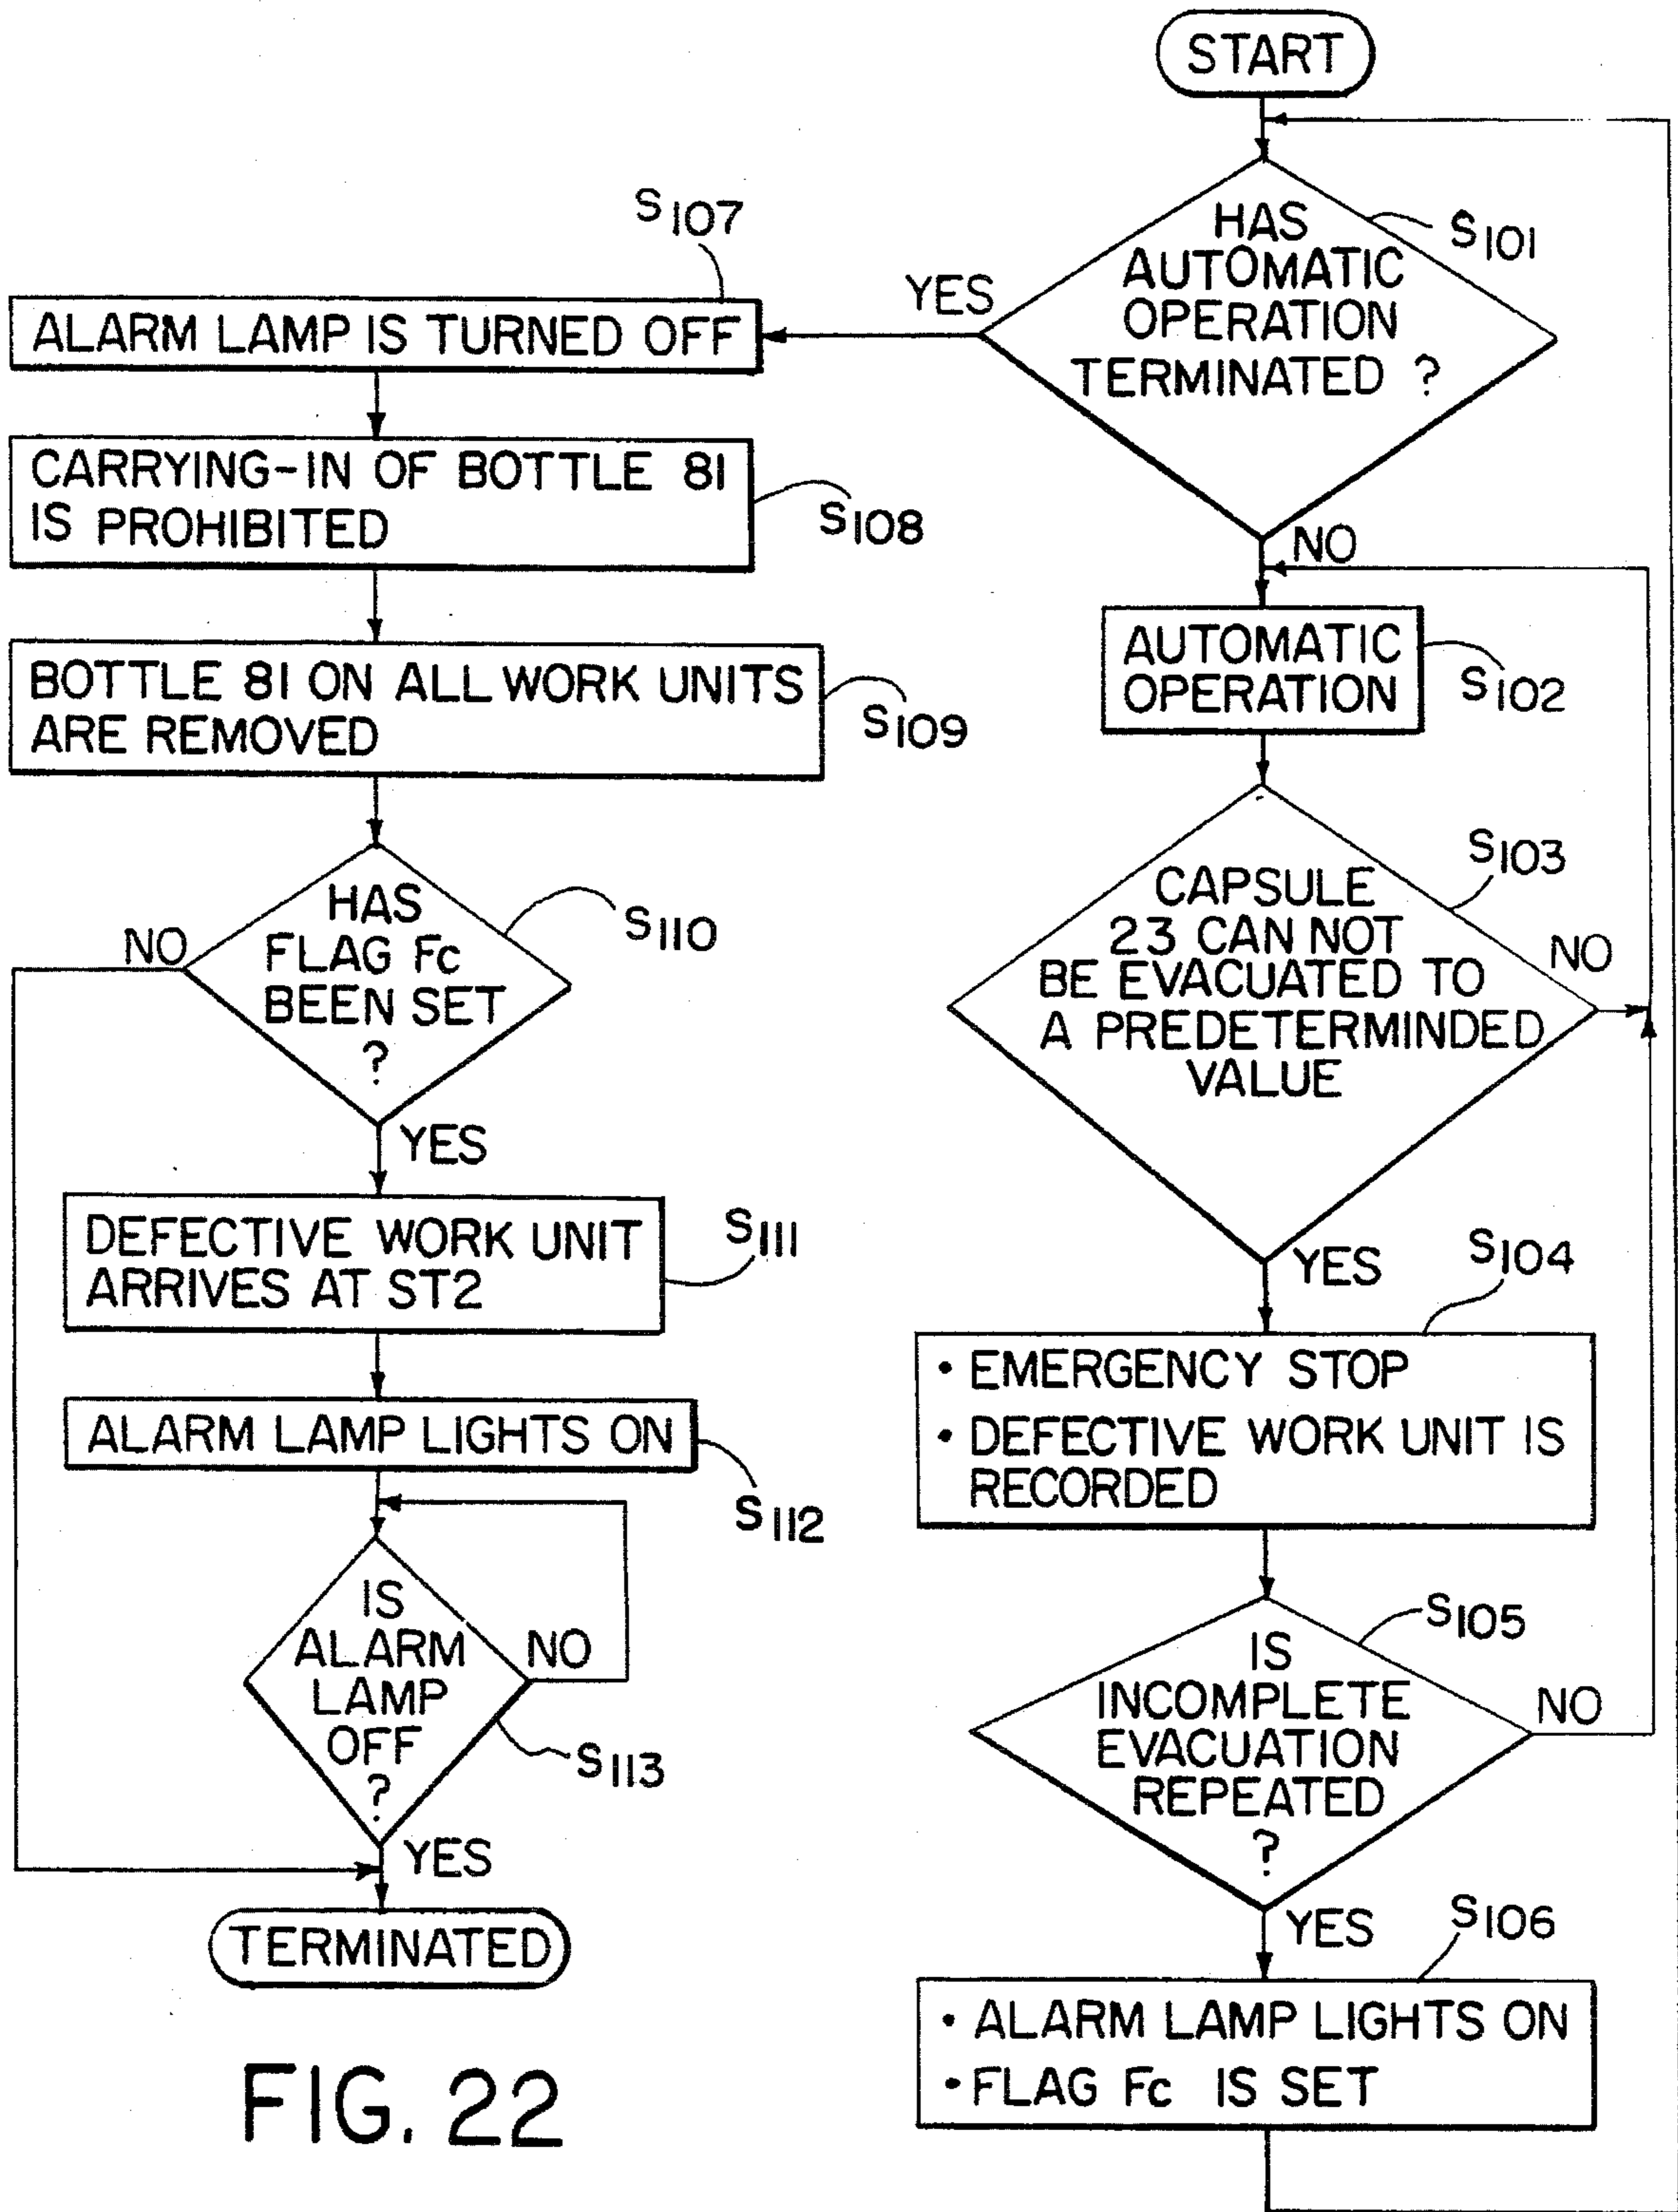 START
HAS
AUTOMATIC
OPERATION
TERMINATED ?
S101
YES
NO
S107
ALARM LAMP IS TURNED OFF
CARRYING-IN OF BOTTLE 81
IS PROHIBITED
S108
BOTTLE 81 ON ALL WORK UNITS
ARE REMOVED
S109
AUTOMATIC
OPERATION
S102
CAPSULE
23 CAN NOT
BE EVACUATED TO
A PREDETERMINDED
VALUE
S103
NO
YES
HAS
FLAG Fc
BEEN SET
?
S110
NO
YES
DEFECTIVE WORK UNIT
ARRIVES AT ST2
S111
ALARM LAMP LIGHTS ON
S112
• EMERGENCY STOP
• DEFECTIVE WORK UNIT IS
RECORDED
S104
IS
ALARM
LAMP
OFF
?
NO
S113
YES
TERMINATED
IS
INCOMPLETE
EVACUATION
REPEATED
?
S105
NO
YES
S106
• ALARM LAMP LIGHTS ON
• FLAG Fc IS SET
FIG. 22